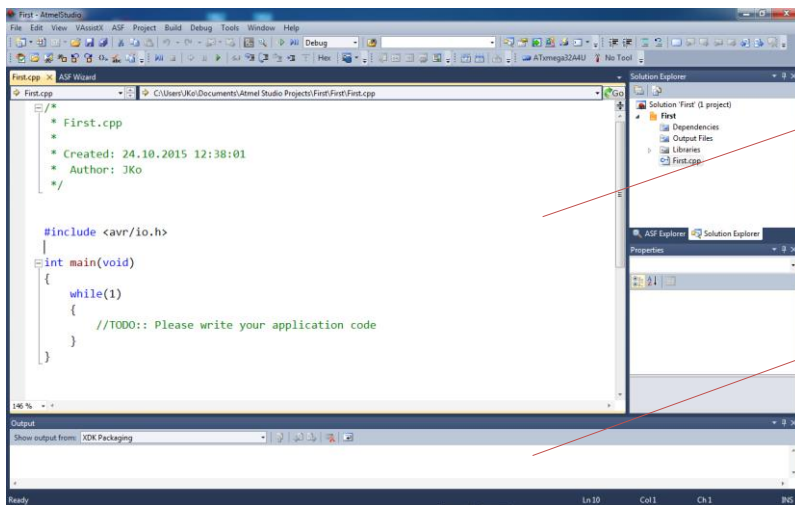 First - AtmelStudio
File Edit View VAssistX ASF Project Build Debug Tools Window Help
Debug
Hex ATxmega32A4U No Tool
First.cpp ASF Wizard
First.cpp C:\Users\JKo\Documents\Atmel Studio Projects\First\First\First.cpp Go
/*
* First.cpp
*
* Created: 24.10.2015 12:38:01
* Author: JKo
*/
#include <avr/io.h>
int main(void)
{
while(1)
{
//TODO:: Please write your application code
}
}
146 %
Solution Explorer
Solution 'First' (1 project)
First
Dependencies
Output Files
Libraries
First.cpp
ASF Explorer Solution Explorer
Properties
Output
Show output from: XDK Packaging
Ready Ln 10 Col 1 Ch 1 INS